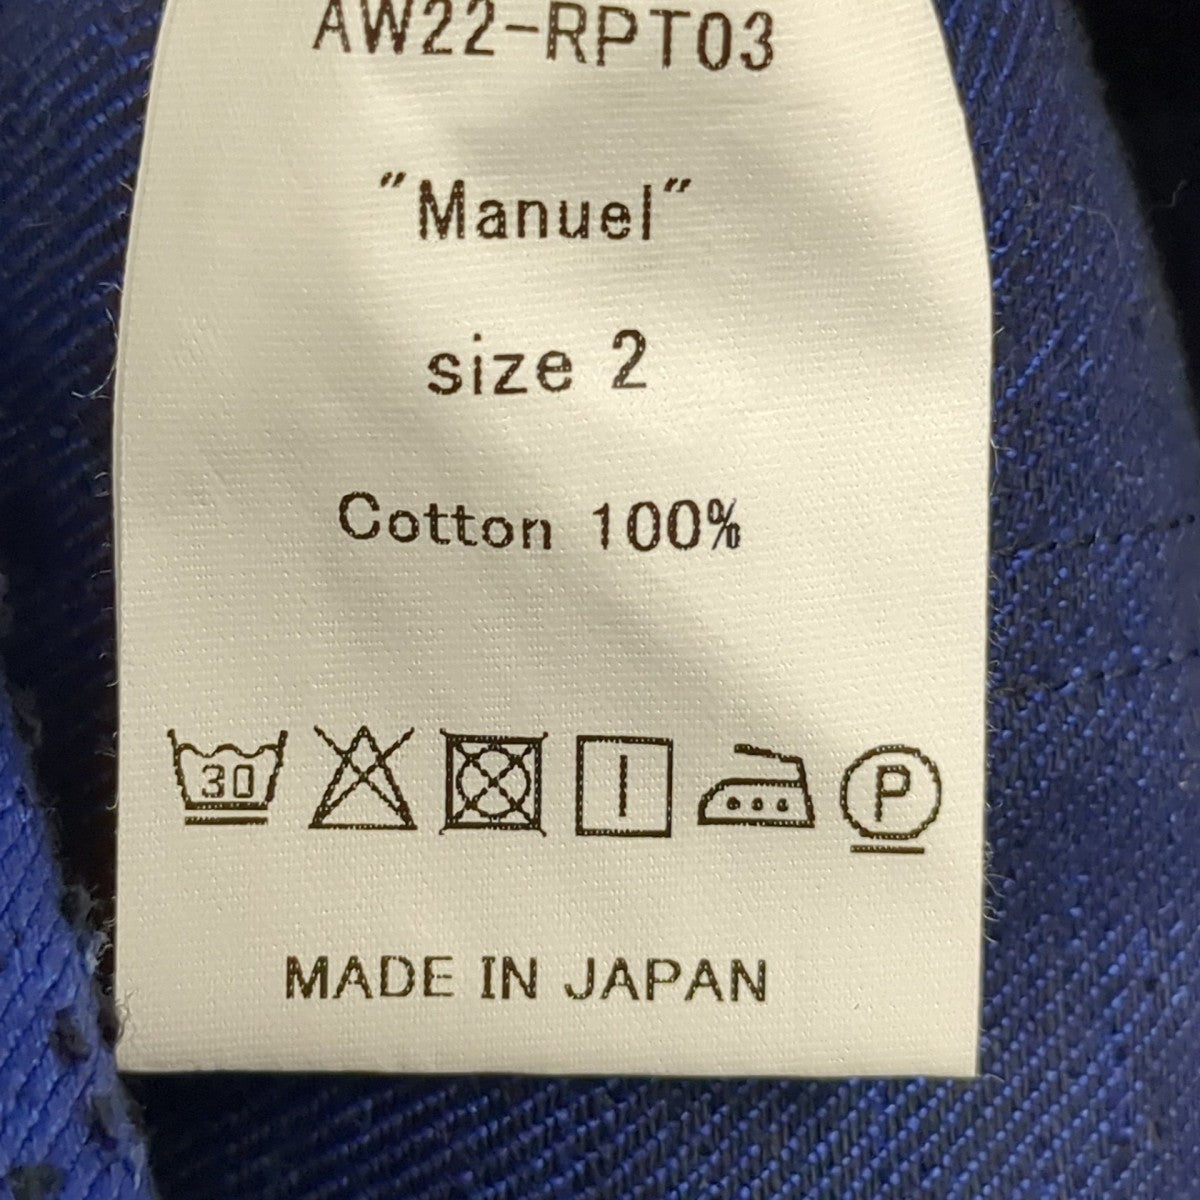 AW22-RPT03
"Manuel"
size 2
Cotton 100%
30 P
MADE IN JAPAN